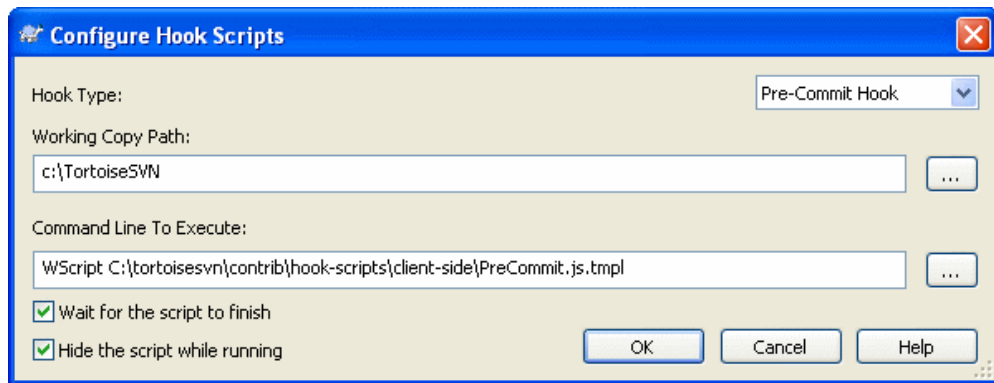 Configure Hook Scripts
Hook Type:
Pre-Commit Hook
Working Copy Path:
c:\TortoiseSVN
...
Command Line To Execute:
WScript C:\tortoisesvn\contrib\hook-scripts\client-side\PreCommit.js.tmpl
...
Wait for the script to finish
Hide the script while running
OK
Cancel
Help